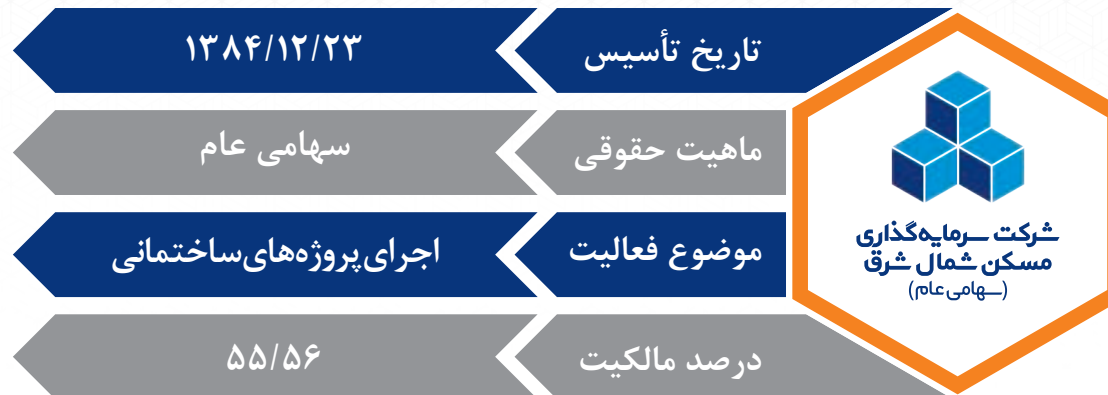 شرکت سرمایه‌گذاری
مسکن شمال شرق
(سهامی عام)
تاریخ تأسیس
۱۳۸۴/۱۲/۲۳
ماهیت حقوقی
سهامی عام
موضوع فعالیت
اجرای پروژه‌های ساختمانی
درصد مالکیت
۵۵/۵۶